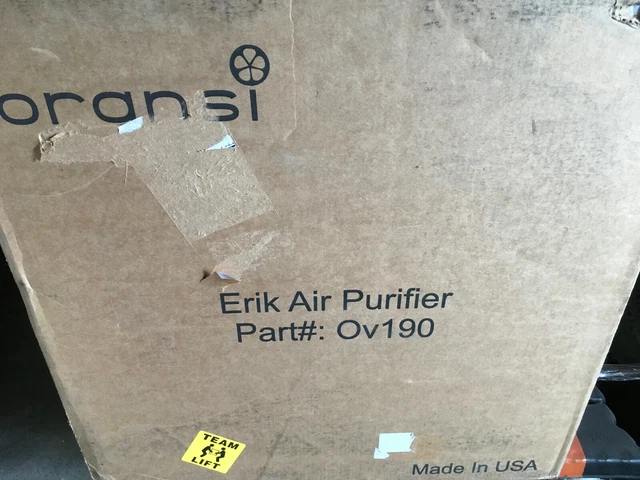 oransi
Erik Air Purifier
Part#: Ov190
TEAM
LIFT
Made In USA